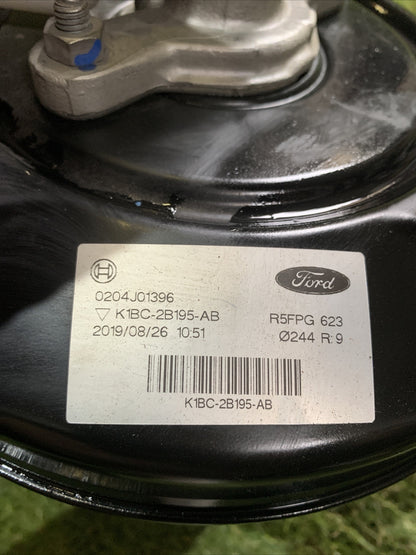 Ford
0204J01396
▽ K1BC-2B195-AB R5FPG 623
2019/08/26 10:51 Ø244 R: 9
K1BC-2B195-AB